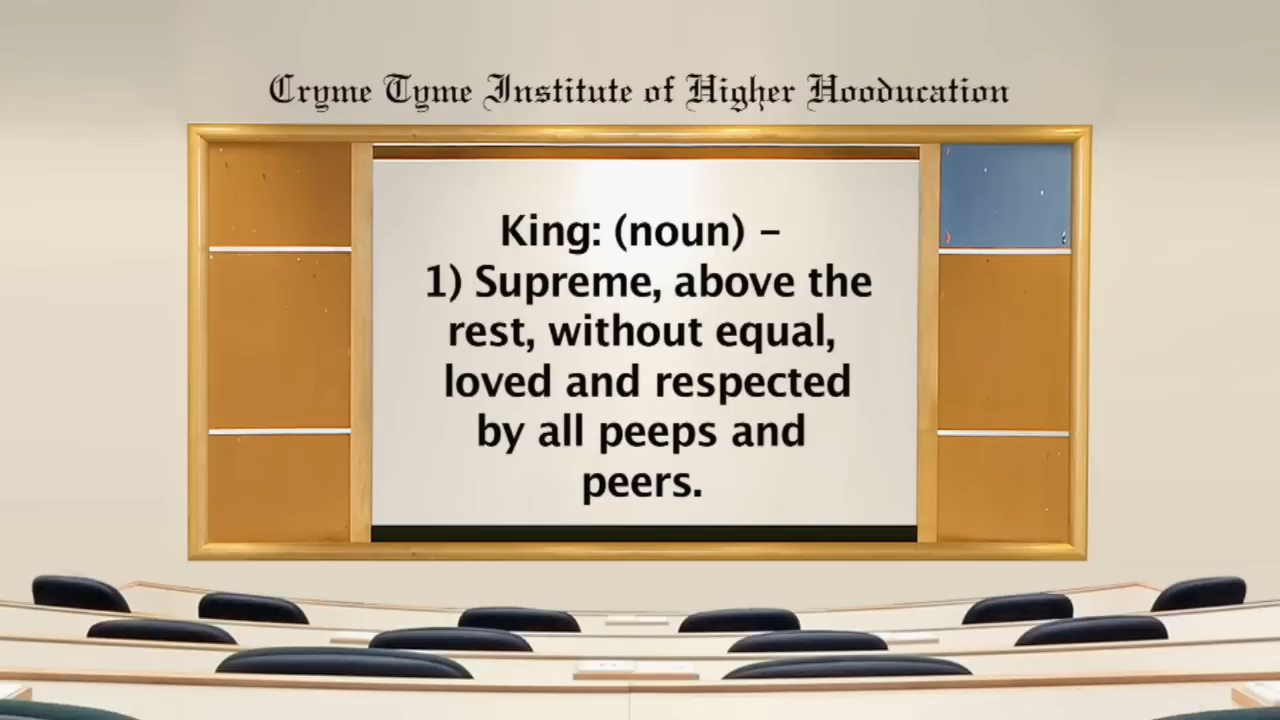 Cryme Tyme Institute of Higher Hooducation
King: (noun) –
1) Supreme, above the
rest, without equal,
loved and respected
by all peeps and
peers.